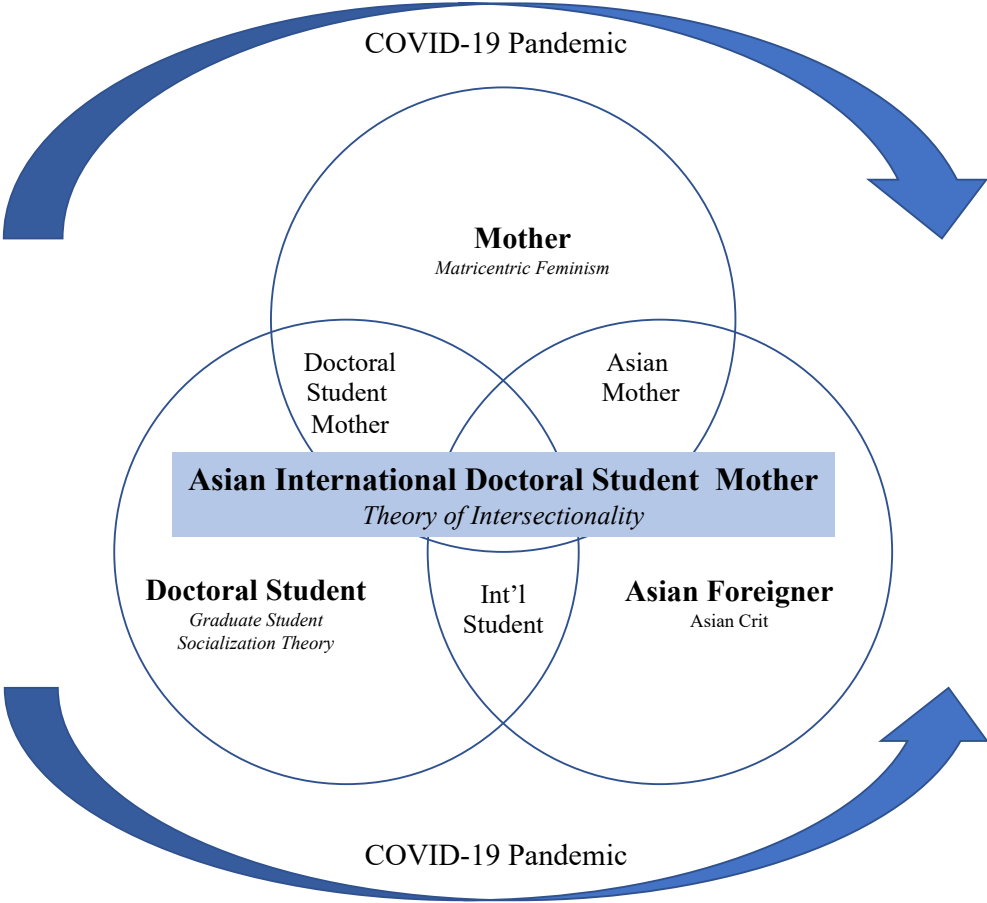 COVID-19 Pandemic
Mother
Matricentric Feminism
Doctoral
Student
Mother
Asian
Mother
Asian International Doctoral Student Mother
Theory of Intersectionality
Doctoral Student
Graduate Student
Socialization Theory
Int'l
Student
Asian Foreigner
Asian Crit
COVID-19 Pandemic